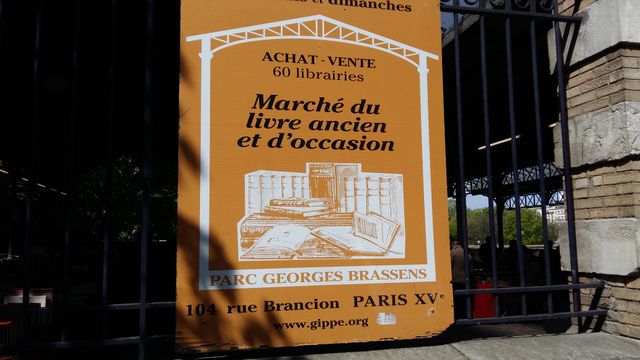 et dimanches
ACHAT - VENTE
60 librairies
Marché du
livre ancien
et d'occasion
PARC GEORGES BRASSENS
104 rue Brancion PARIS XVe
www.gippe.org